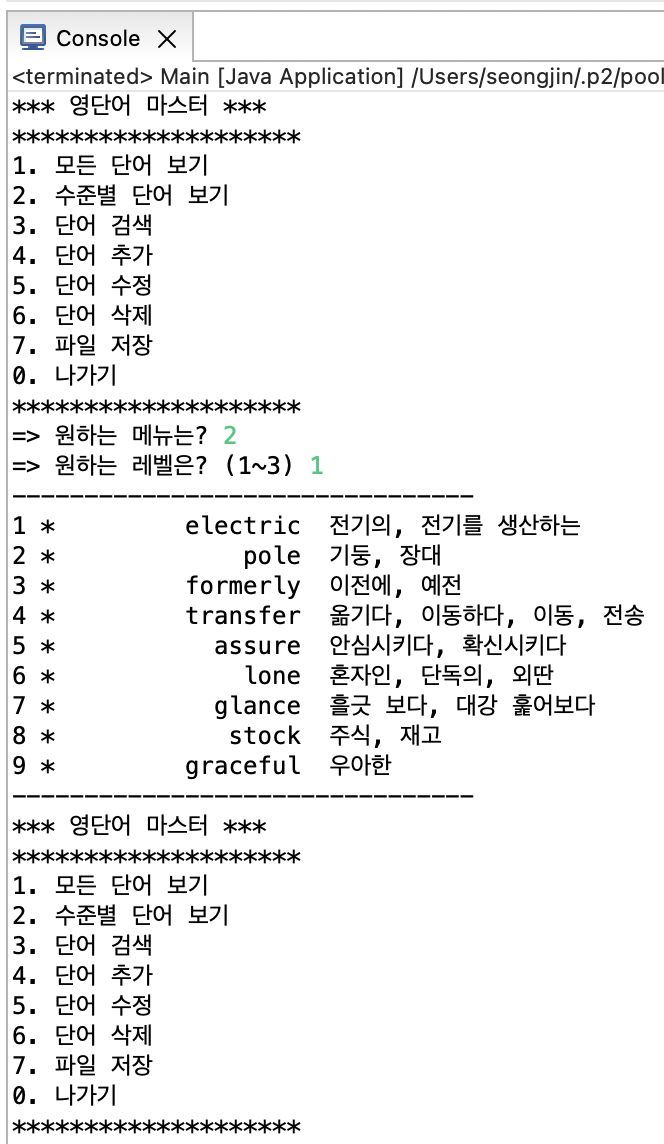 Console
<terminated> Main [Java Application] /Users/seongjin/.p2/pool
*** 영단어 마스터 ***
********************
1. 모든 단어 보기
2. 수준별 단어 보기
3. 단어 검색
4. 단어 추가
5. 단어 수정
6. 단어 삭제
7. 파일 저장
0. 나가기
********************
=> 원하는 메뉴는? 2
=> 원하는 레벨은? (1~3) 1
--------------------------------
1 *         electric  전기의, 전기를 생산하는
2 *             pole  기둥, 장대
3 *         formerly  이전에, 예전
4 *         transfer  옮기다, 이동하다, 이동, 전송
5 *           assure  안심시키다, 확신시키다
6 *             lone  혼자인, 단독의, 외딴
7 *           glance  흘긋 보다, 대강 훑어보다
8 *            stock  주식, 재고
9 *         graceful  우아한
--------------------------------
*** 영단어 마스터 ***
********************
1. 모든 단어 보기
2. 수준별 단어 보기
3. 단어 검색
4. 단어 추가
5. 단어 수정
6. 단어 삭제
7. 파일 저장
0. 나가기
********************